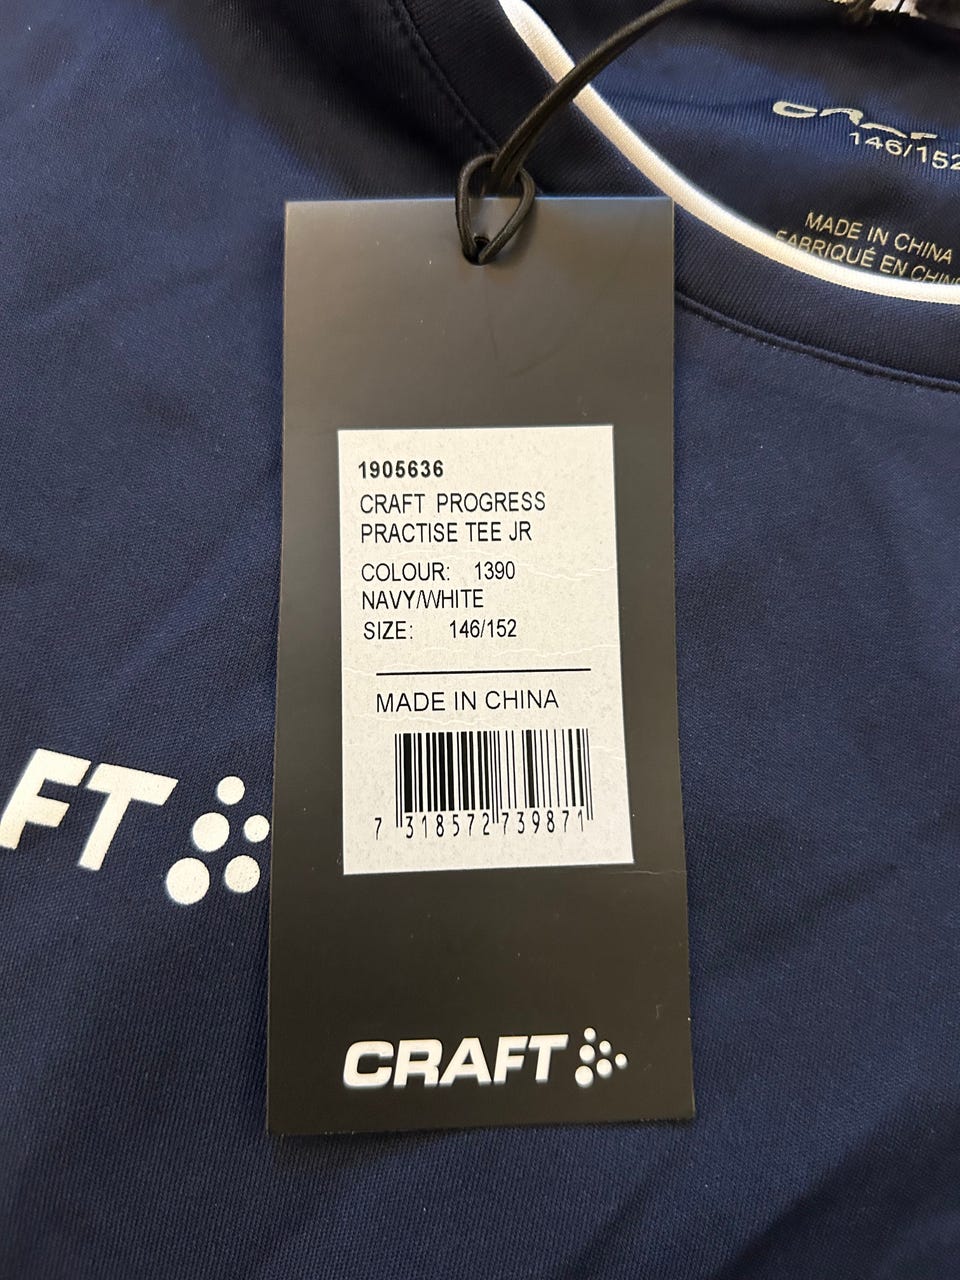 CRAFT
146/152
MADE IN CHINA
FABRIQUÉ EN CHINE
1905636
CRAFT PROGRESS
PRACTISE TEE JR
COLOUR: 1390
NAVY/WHITE
SIZE: 146/152
MADE IN CHINA
7 318572 739871
FT
CRAFT